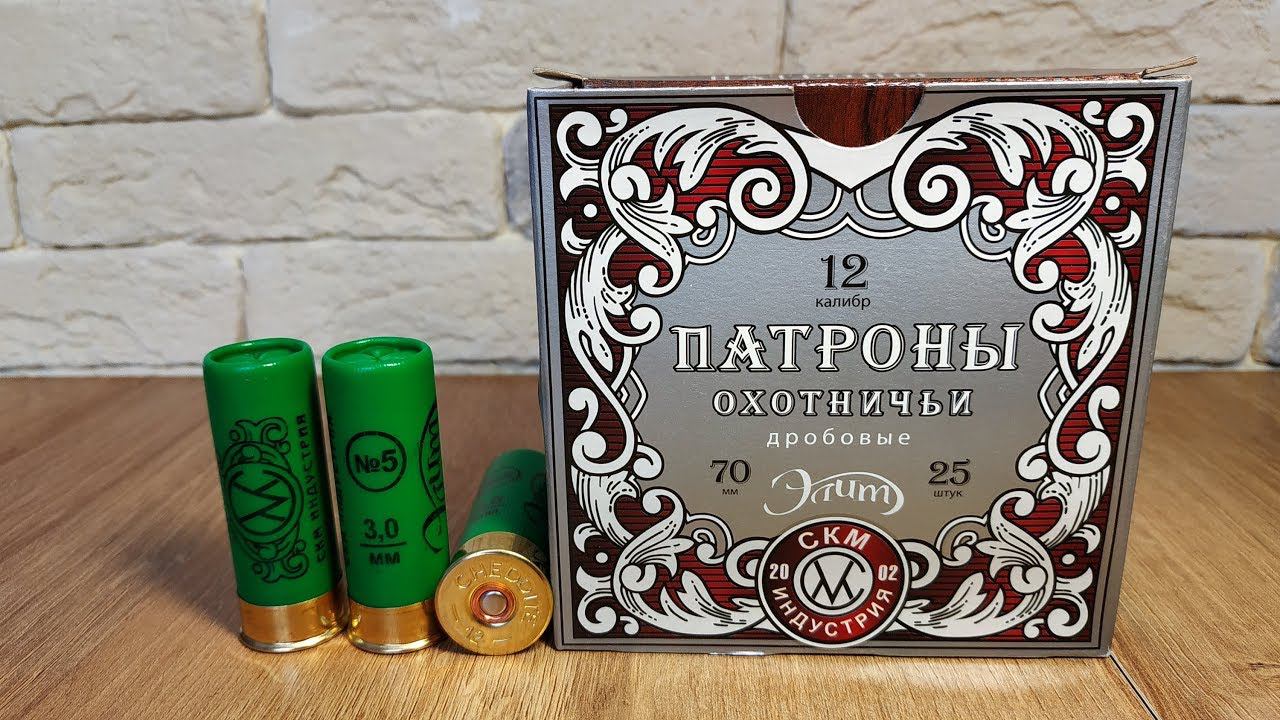 12
калибр
ПАТРОНЫ
ОХОТНИЧЬИ
дробовые
70
мм
Элит
25
штук
СКМ
20 02
ИНДУСТРИЯ
СКМ ИНДУСТРИЯ
№5
3,0
мм
CHEDDITE
12